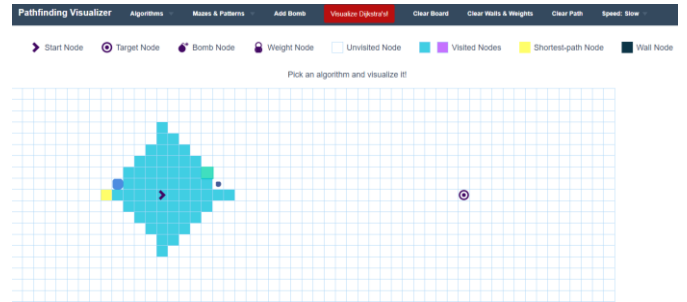 Pathfinding Visualizer Algorithms Mazes & Patterns Add Bomb Visualize Dijkstra's! Clear Board Clear Walls & Weights Clear Path Speed: Slow
Start Node Target Node Bomb Node Weight Node Unvisited Node Visited Nodes Shortest-path Node Wall Node
Pick an algorithm and visualize it!